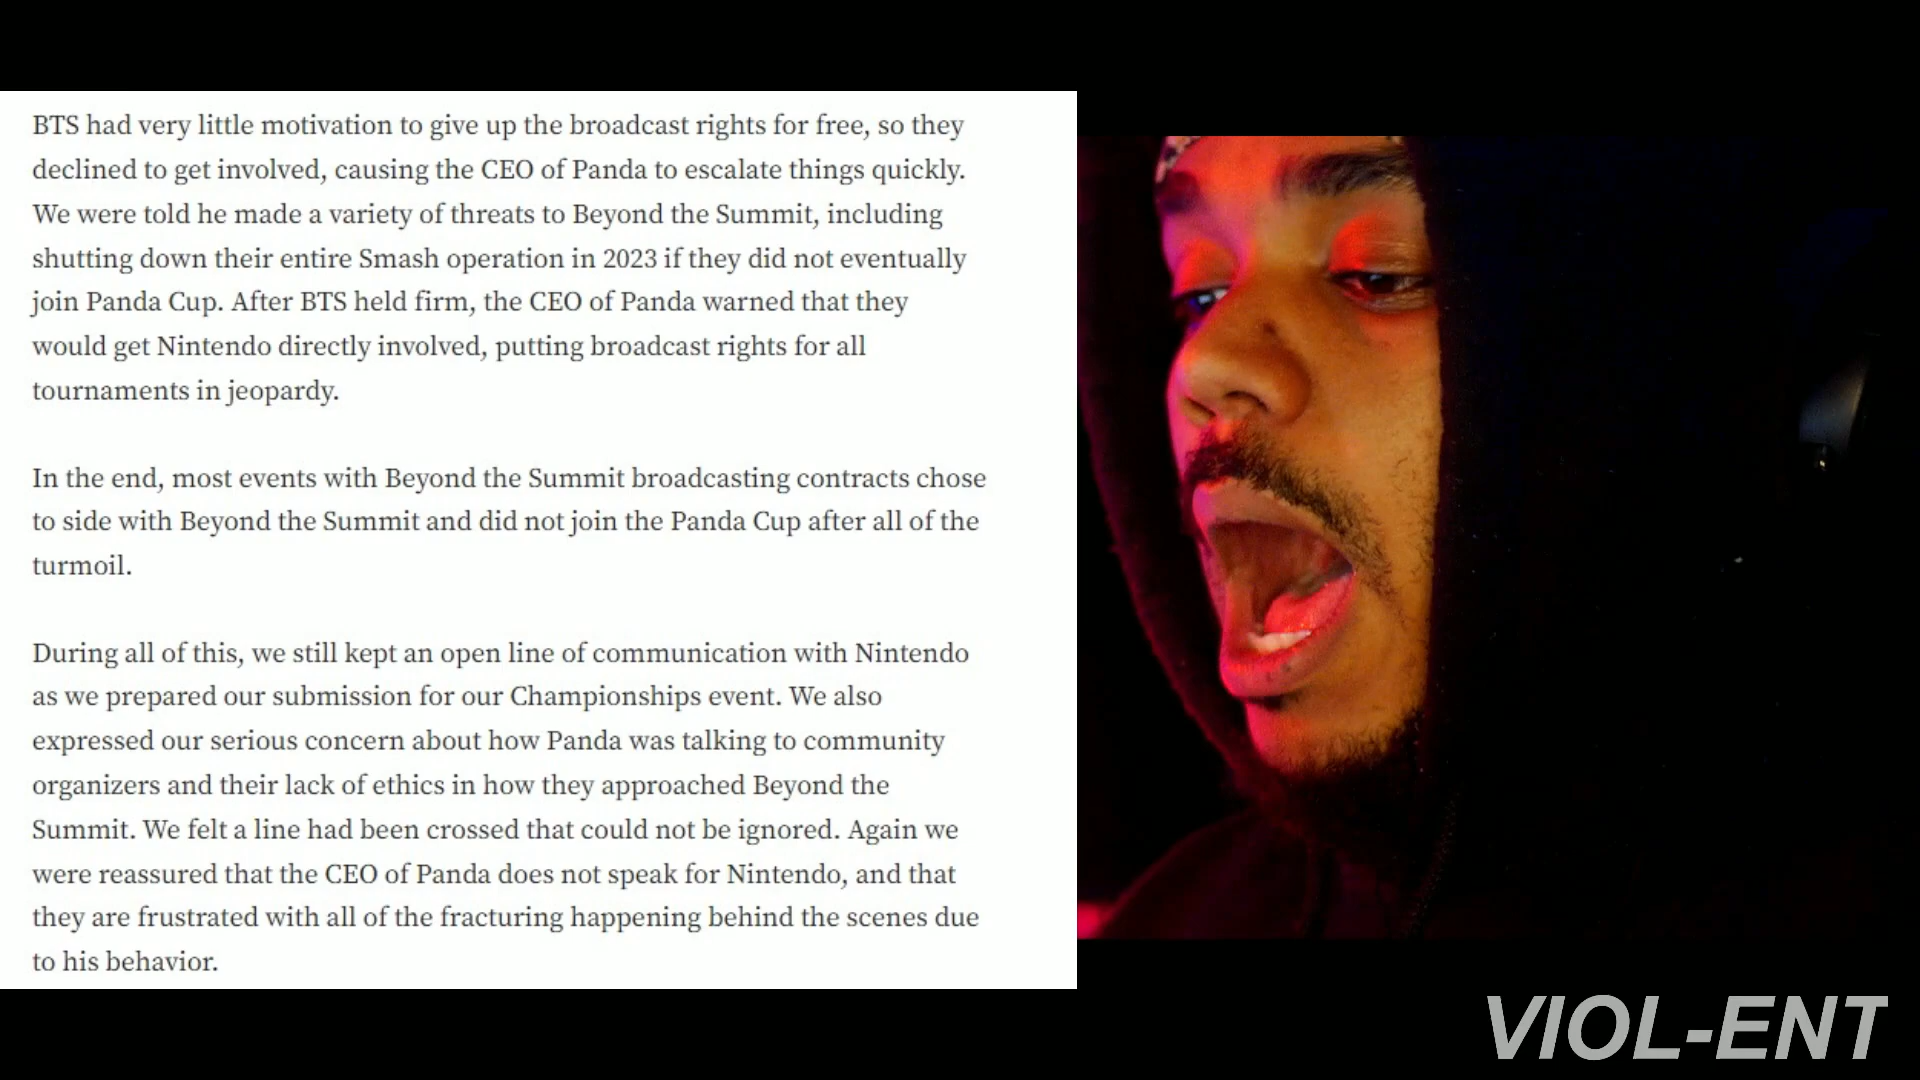 BTS had very little motivation to give up the broadcast rights for free, so they
declined to get involved, causing the CEO of Panda to escalate things quickly.
We were told he made a variety of threats to Beyond the Summit, including
shutting down their entire Smash operation in 2023 if they did not eventually
join Panda Cup. After BTS held firm, the CEO of Panda warned that they
would get Nintendo directly involved, putting broadcast rights for all
tournaments in jeopardy.
In the end, most events with Beyond the Summit broadcasting contracts chose
to side with Beyond the Summit and did not join the Panda Cup after all of the
turmoil.
During all of this, we still kept an open line of communication with Nintendo
as we prepared our submission for our Championships event. We also
expressed our serious concern about how Panda was talking to community
organizers and their lack of ethics in how they approached Beyond the
Summit. We felt a line had been crossed that could not be ignored. Again we
were reassured that the CEO of Panda does not speak for Nintendo, and that
they are frustrated with all of the fracturing happening behind the scenes due
to his behavior.
VIOL-ENT